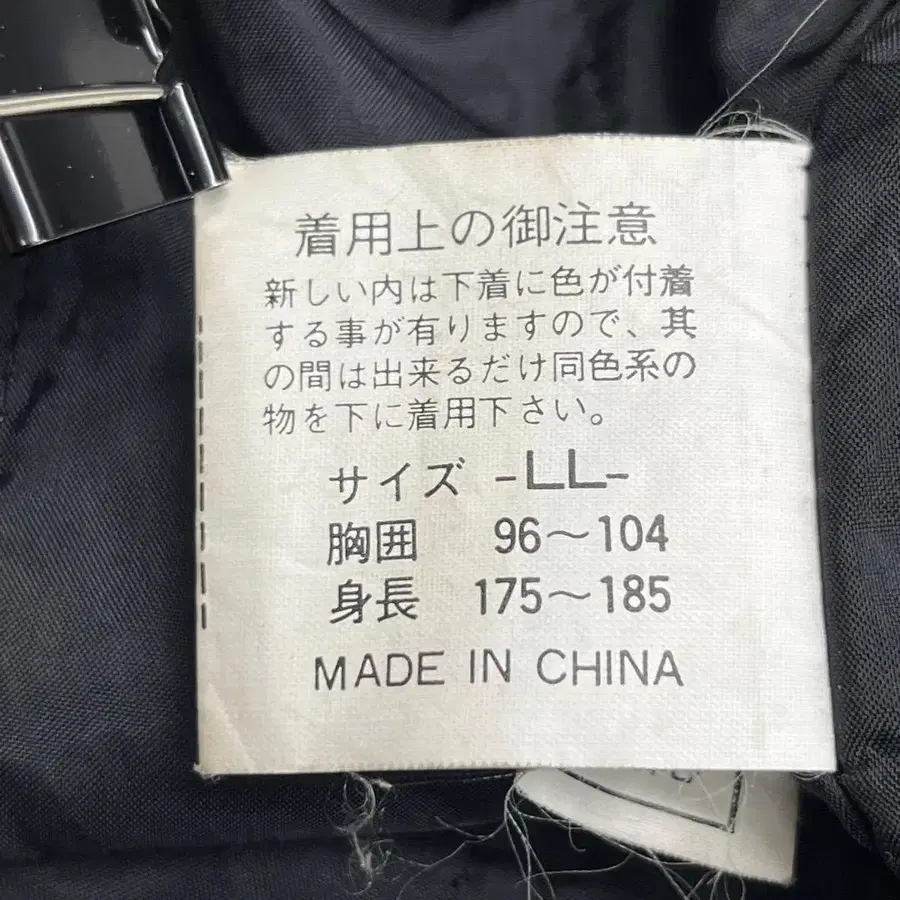 着用上の御注意
新しい内は下着に色が付着
する事が有りますので、其
の間は出来るだけ同色系の
物を下に着用下さい。
サイズ -LL-
胸囲 96〜104
身長 175〜185
MADE IN CHINA